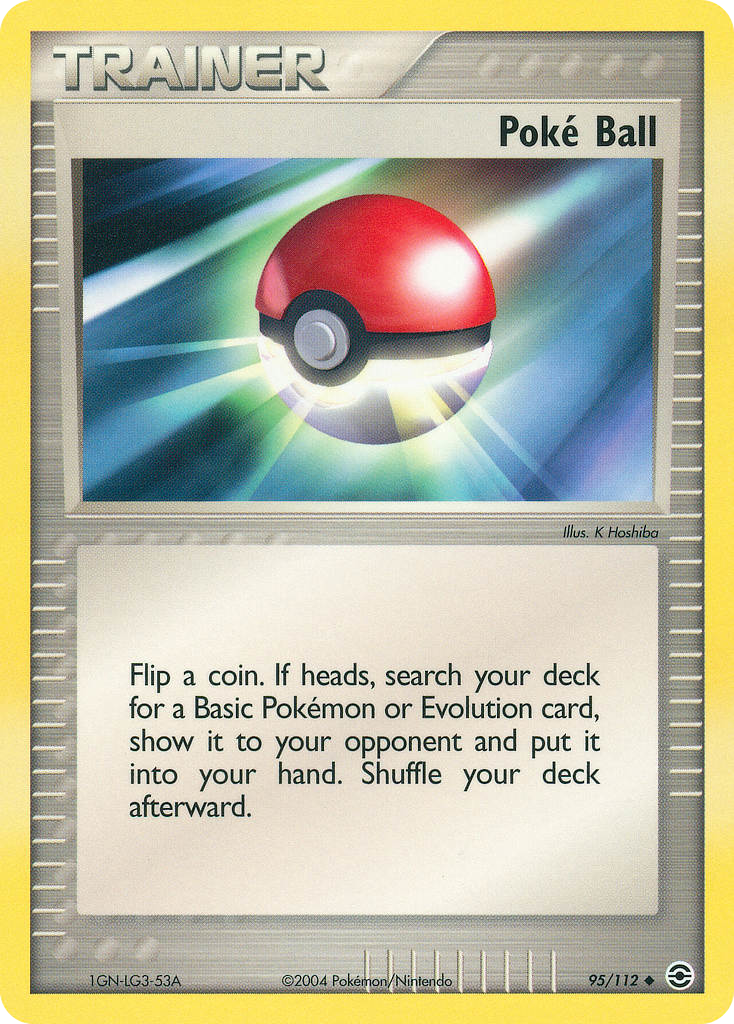 TRAINER
Poké Ball
Illus. K Hoshiba
Flip a coin. If heads, search your deck
for a Basic Pokémon or Evolution card,
show it to your opponent and put it
into your hand. Shuffle your deck
afterward.
1GN-LG3-53A
©2004 Pokémon/Nintendo
95/112